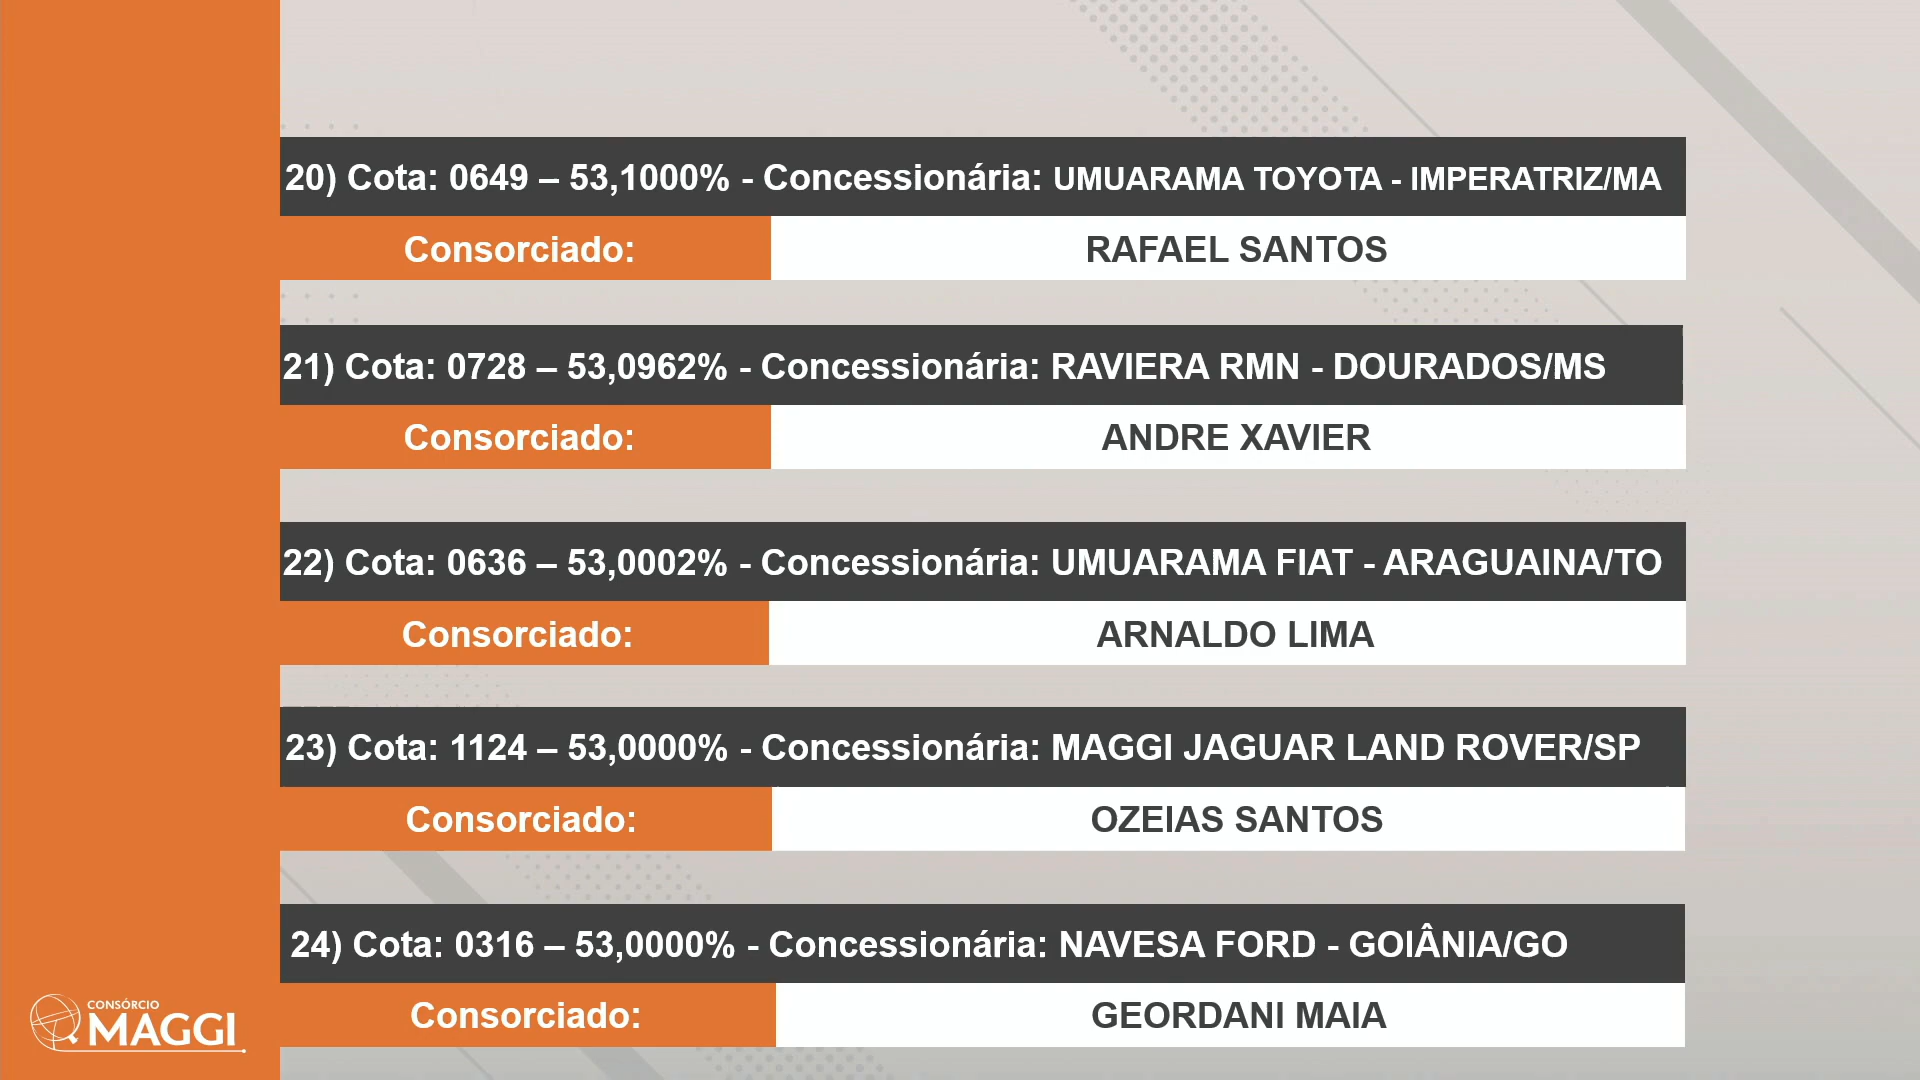 20) Cota: 0649 – 53,1000% - Concessionária: UMUARAMA TOYOTA - IMPERATRIZ/MA
Consorciado: RAFAEL SANTOS
21) Cota: 0728 – 53,0962% - Concessionária: RAVIERA RMN - DOURADOS/MS
Consorciado: ANDRE XAVIER
22) Cota: 0636 – 53,0002% - Concessionária: UMUARAMA FIAT - ARAGUAINA/TO
Consorciado: ARNALDO LIMA
23) Cota: 1124 – 53,0000% - Concessionária: MAGGI JAGUAR LAND ROVER/SP
Consorciado: OZEIAS SANTOS
24) Cota: 0316 – 53,0000% - Concessionária: NAVESA FORD - GOIÂNIA/GO
Consorciado: GEORDANI MAIA
CONSÓRCIO
MAGGI